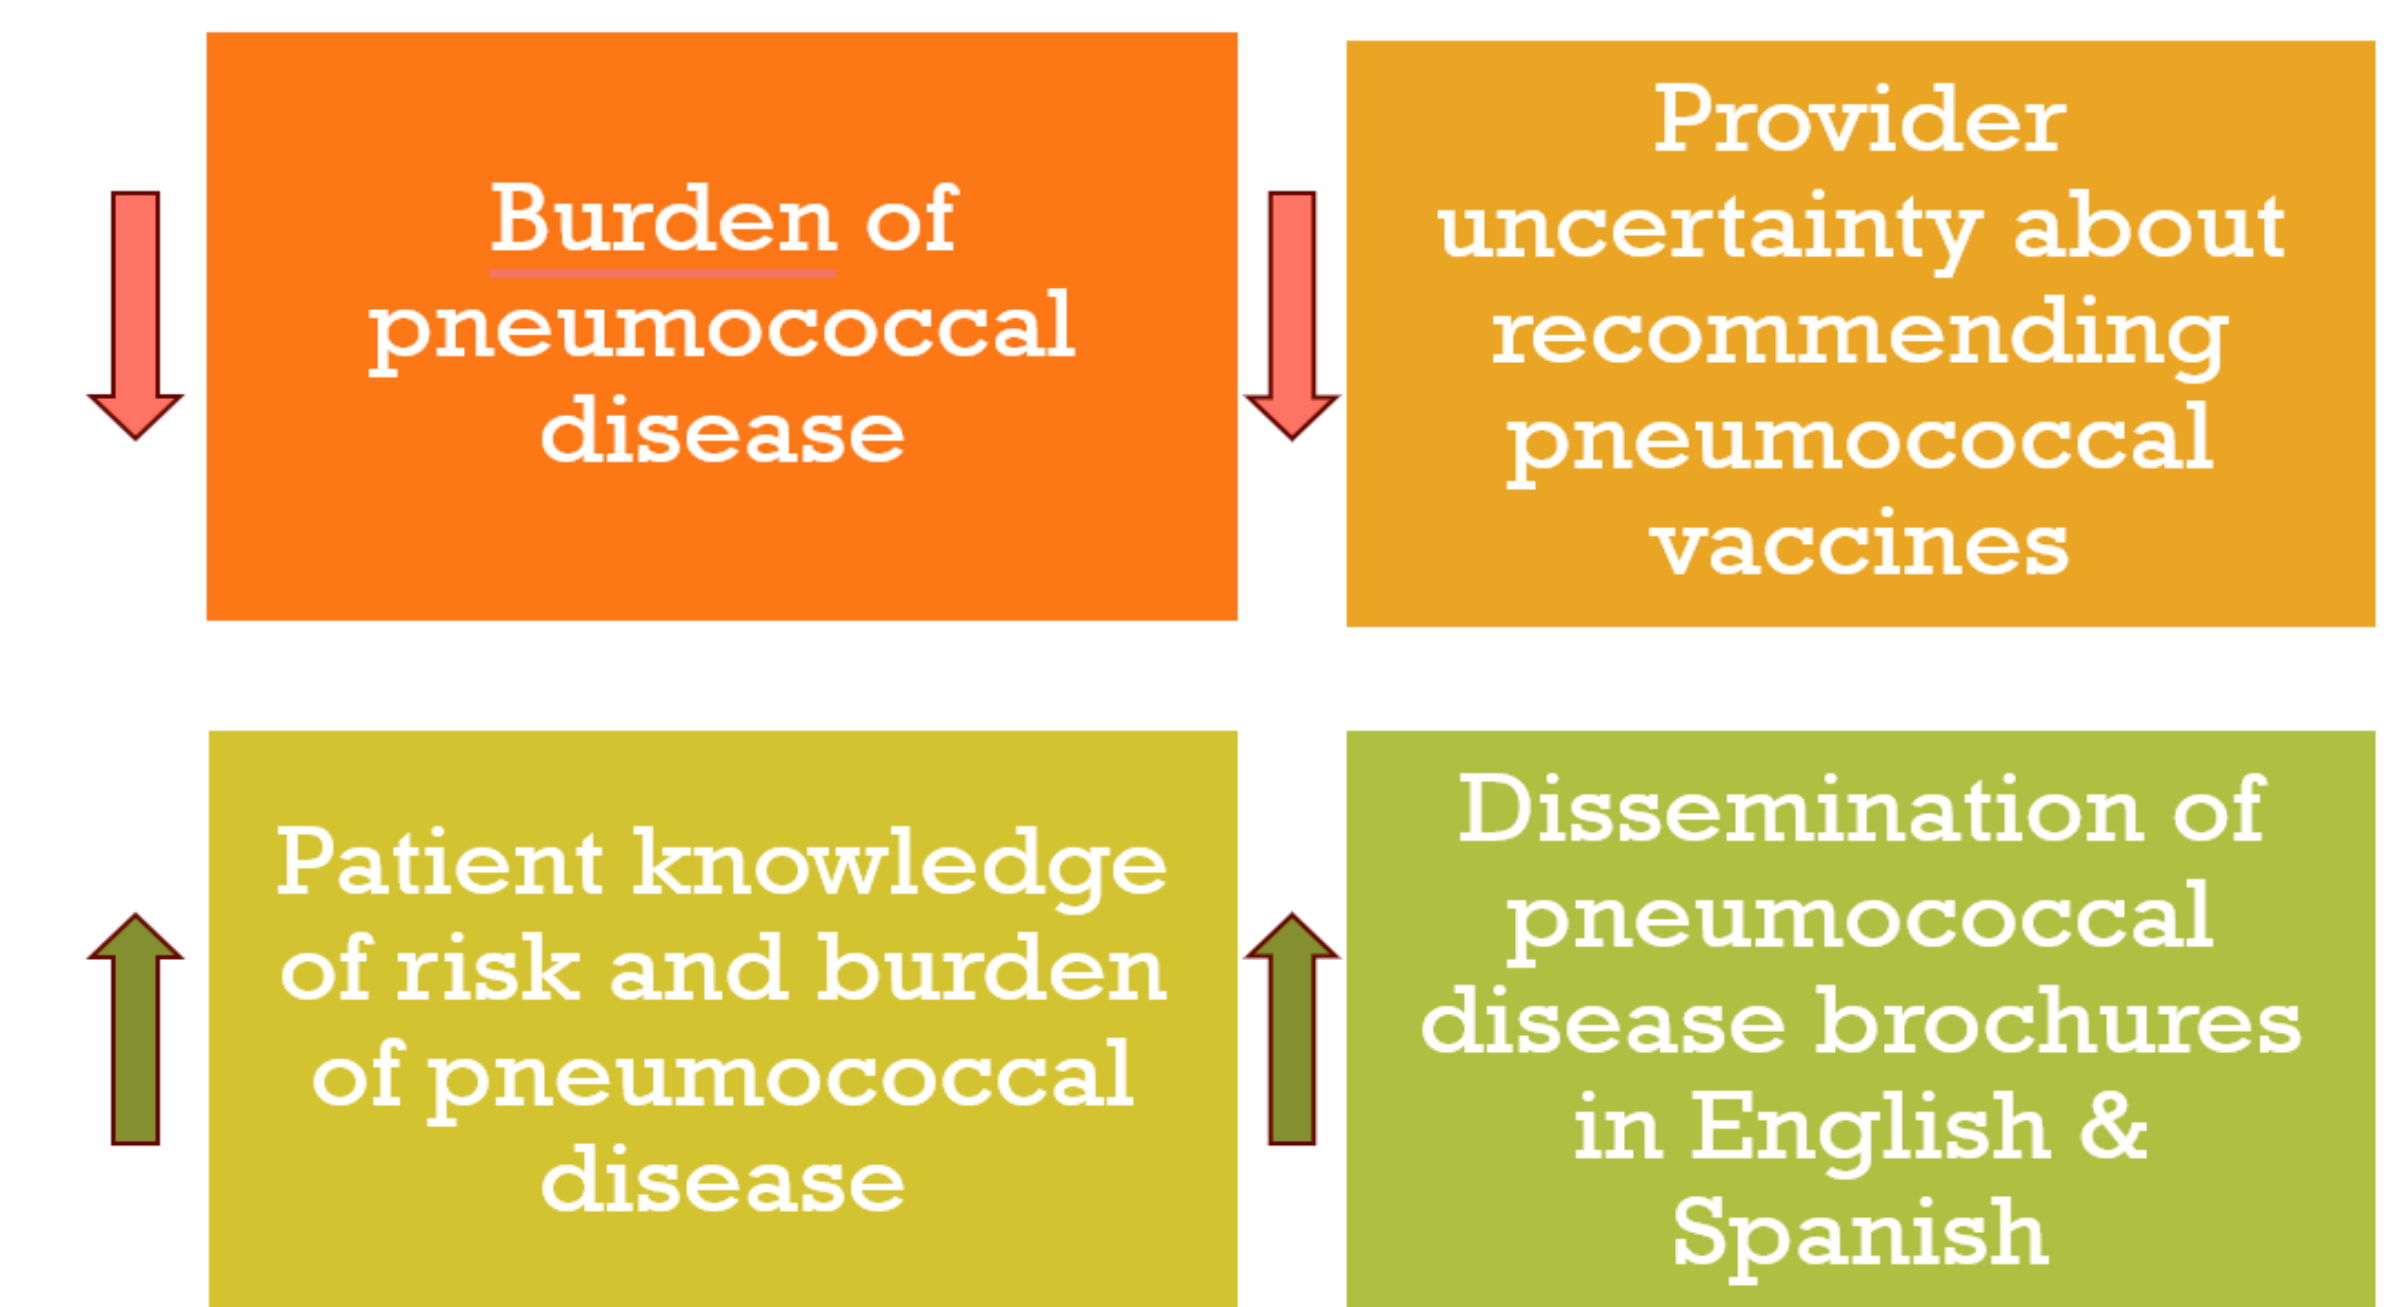 Burden of
pneumococcal
disease
Provider
uncertainty about
recommending
pneumococcal
vaccines
Patient knowledge
of risk and burden
of pneumococcal
disease
Dissemination of
pneumococcal
disease brochures
in English &
Spanish